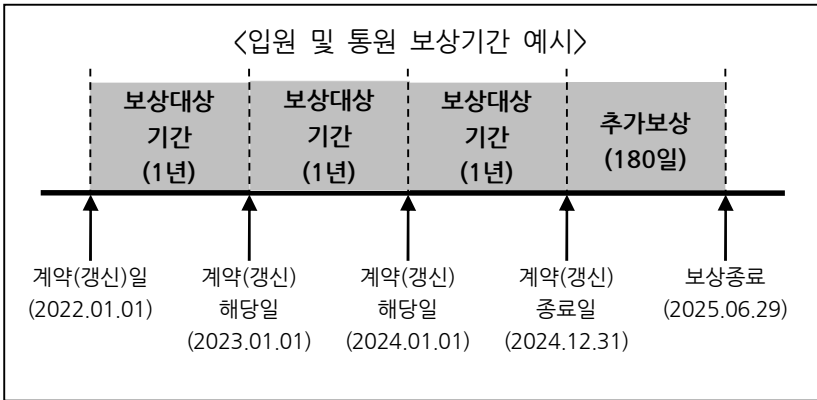 <입원 및 통원 보상기간 예시>
보상대상 보상대상 보상대상 추가보상
기간 기간 기간 (180일)
(1년) (1년) (1년)
계약(갱신)일 계약(갱신) 계약(갱신) 계약(갱신) 보상종료
(2022.01.01) 해당일 해당일 종료일 (2025.06.29)
(2023.01.01) (2024.01.01) (2024.12.31)